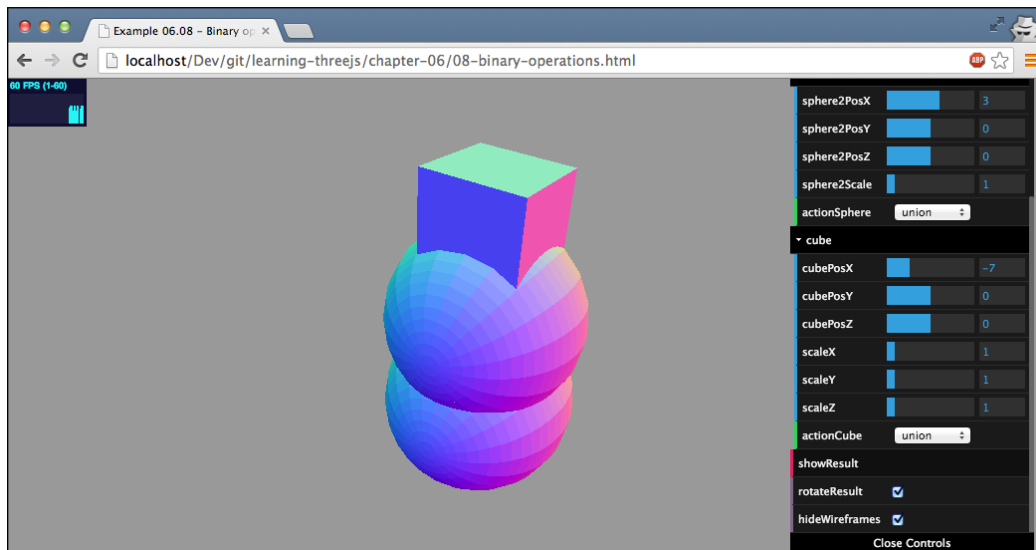 Example 06.08 – Binary op
localhost/Dev/git/learning-threejs/chapter-06/08-binary-operations.html
ABP
60 FPS (1-60)
sphere2PosX 3
sphere2PosY 0
sphere2PosZ 0
sphere2Scale 1
actionSphere union
cube
cubePosX −7
cubePosY 0
cubePosZ 0
scaleX 1
scaleY 1
scaleZ 1
actionCube union
showResult
rotateResult
hideWireframes
Close Controls